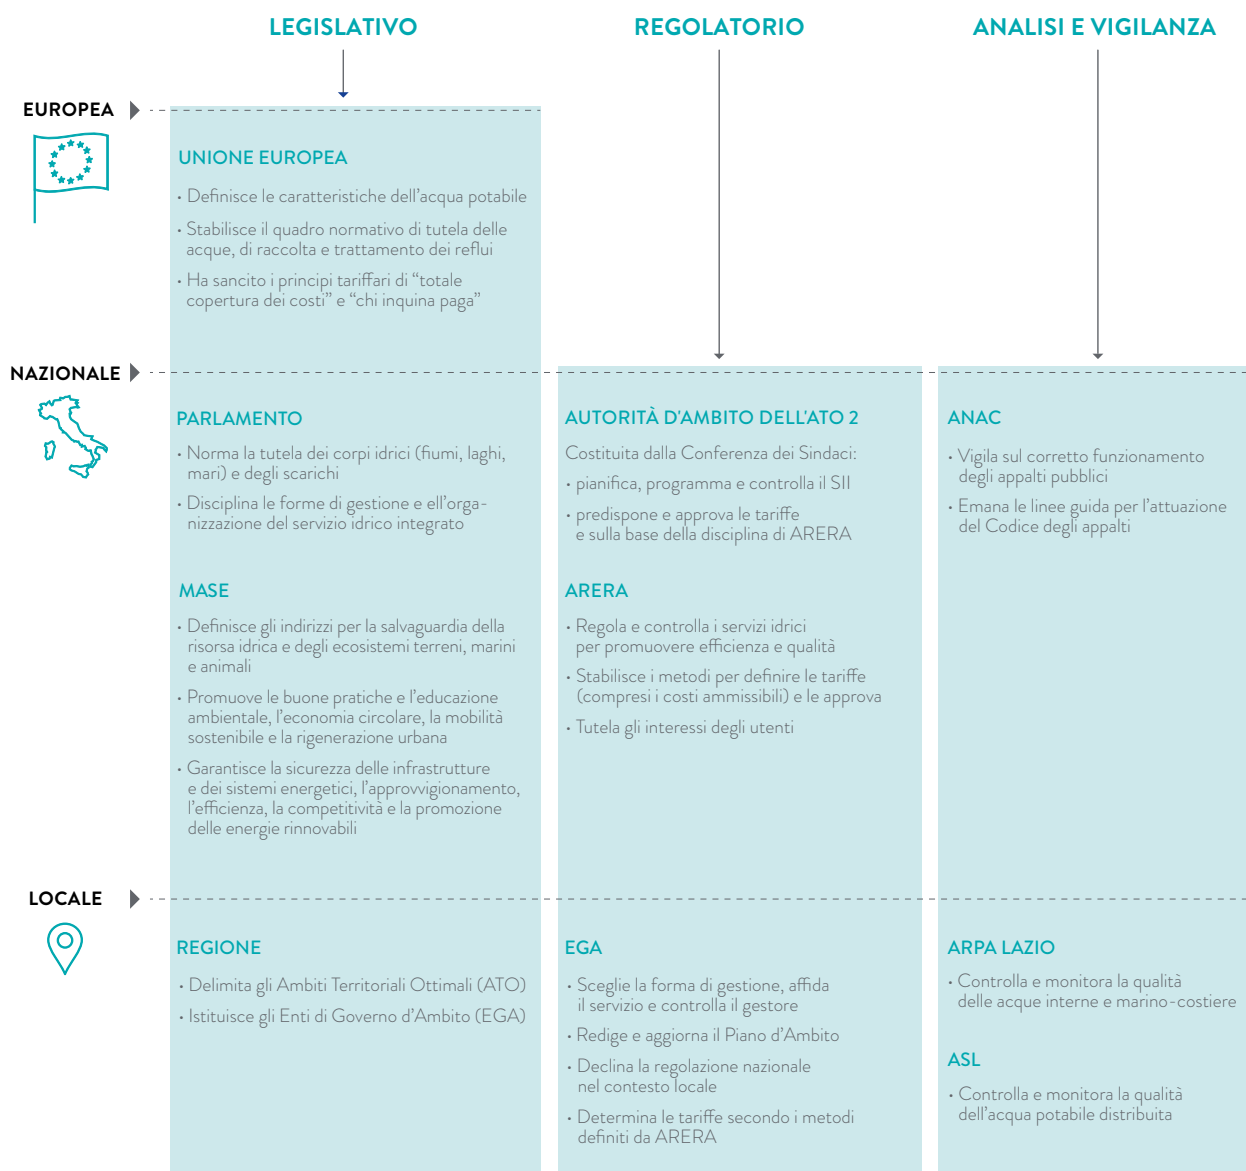 LEGISLATIVO
REGOLATORIO
ANALISI E VIGILANZA
EUROPEA
UNIONE EUROPEA
• Definisce le caratteristiche dell'acqua potabile
• Stabilisce il quadro normativo di tutela delle
acque, di raccolta e trattamento dei reflui
• Ha sancito i principi tariffari di “totale
copertura dei costi” e “chi inquina paga”
NAZIONALE
PARLAMENTO
• Norma la tutela dei corpi idrici (fiumi, laghi,
mari) e degli scarichi
• Disciplina le forme di gestione e ell'orga-
nizzazione del servizio idrico integrato
MASE
• Definisce gli indirizzi per la salvaguardia della
risorsa idrica e degli ecosistemi terreni, marini
e animali
• Promuove le buone pratiche e l'educazione
ambientale, l'economia circolare, la mobilità
sostenibile e la rigenerazione urbana
• Garantisce la sicurezza delle infrastrutture
e dei sistemi energetici, l'approvvigionamento,
l'efficienza, la competitività e la promozione
delle energie rinnovabili
AUTORITÀ D'AMBITO DELL'ATO 2
Costituita dalla Conferenza dei Sindaci:
• pianifica, programma e controlla il SII
• predispone e approva le tariffe
e sulla base della disciplina di ARERA
ARERA
• Regola e controlla i servizi idrici
per promuovere efficienza e qualità
• Stabilisce i metodi per definire le tariffe
(compresi i costi ammissibili) e le approva
• Tutela gli interessi degli utenti
ANAC
• Vigila sul corretto funzionamento
degli appalti pubblici
• Emana le linee guida per l'attuazione
del Codice degli appalti
LOCALE
REGIONE
• Delimita gli Ambiti Territoriali Ottimali (ATO)
• Istituisce gli Enti di Governo d'Ambito (EGA)
EGA
• Sceglie la forma di gestione, affida
il servizio e controlla il gestore
• Redige e aggiorna il Piano d'Ambito
• Declina la regolazione nazionale
nel contesto locale
• Determina le tariffe secondo i metodi
definiti da ARERA
ARPA LAZIO
• Controlla e monitora la qualità
delle acque interne e marino-costiere
ASL
• Controlla e monitora la qualità
dell'acqua potabile distribuita